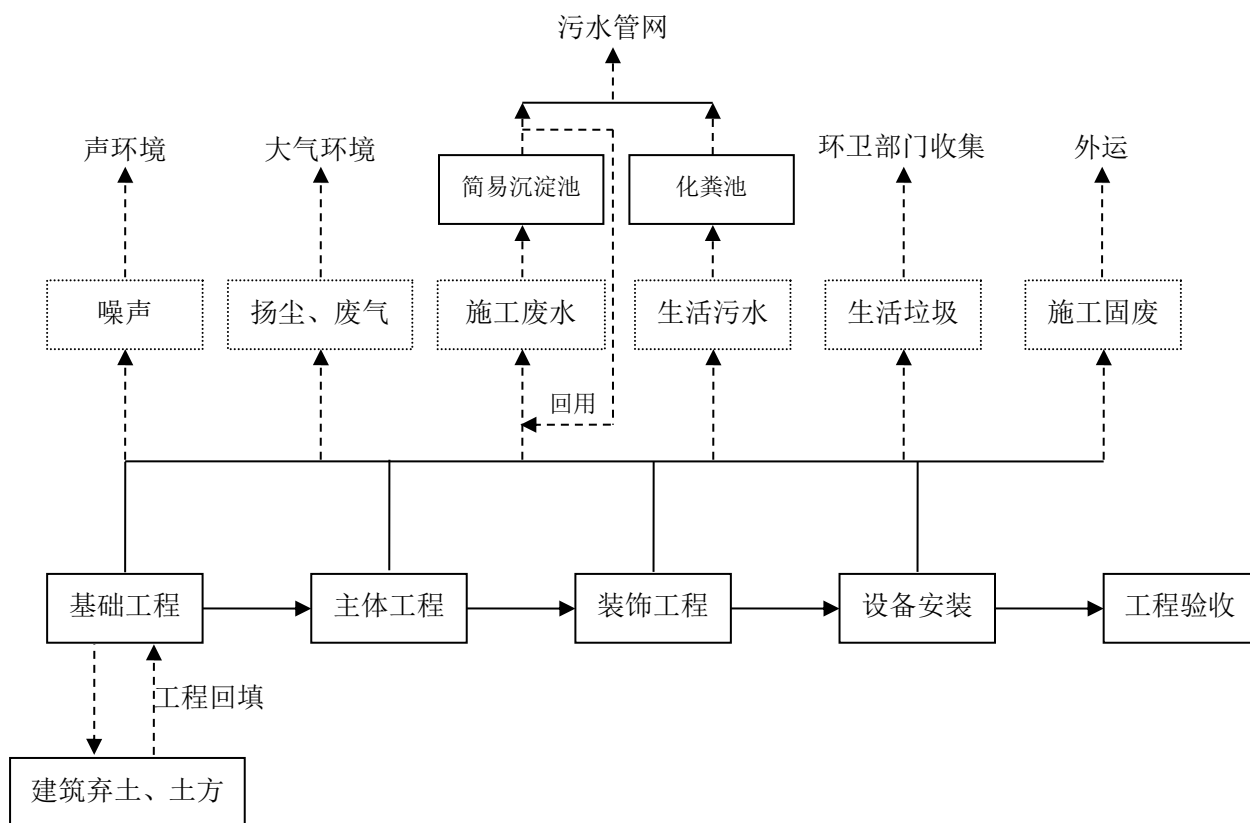 污水管网
声环境
大气环境
环卫部门收集
外运
简易沉淀池
化粪池
噪声
扬尘、废气
施工废水
生活污水
生活垃圾
施工固废
回用
基础工程
主体工程
装饰工程
设备安装
工程验收
工程回填
建筑弃土、土方